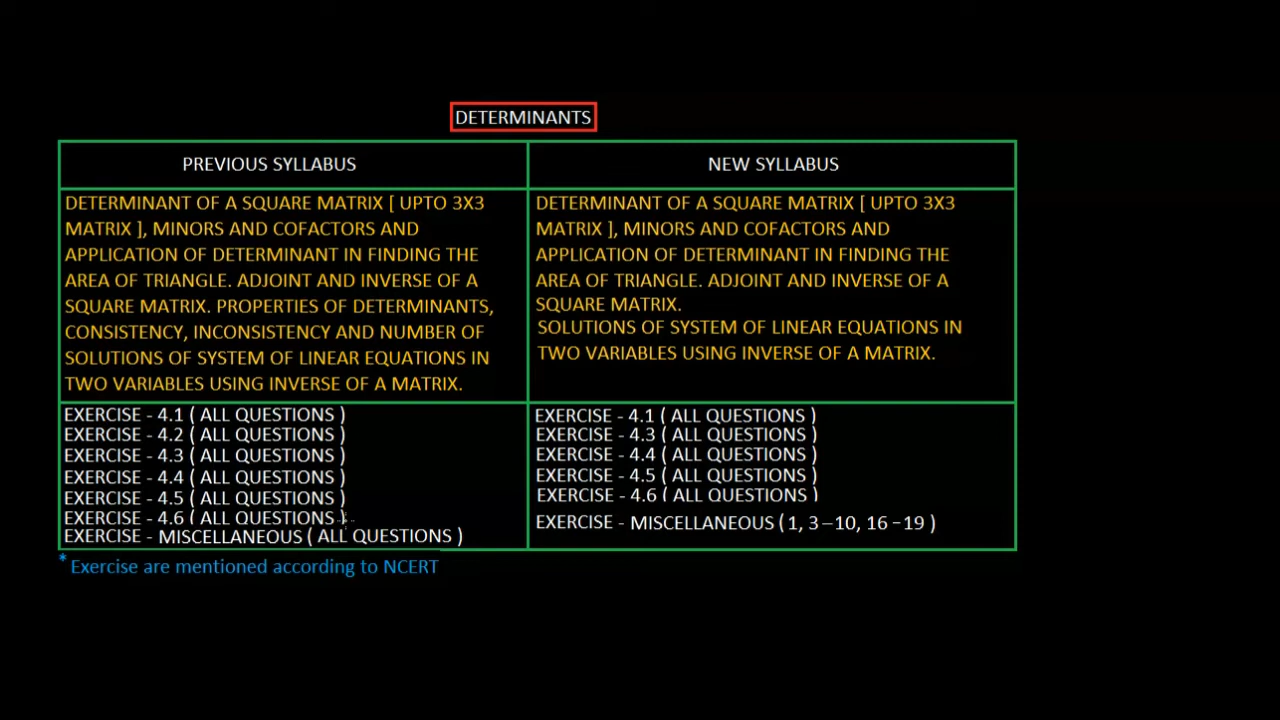 DETERMINANTS
PREVIOUS SYLLABUS
NEW SYLLABUS
DETERMINANT OF A SQUARE MATRIX [ UPTO 3X3
MATRIX ], MINORS AND COFACTORS AND
APPLICATION OF DETERMINANT IN FINDING THE
AREA OF TRIANGLE. ADJOINT AND INVERSE OF A
SQUARE MATRIX. PROPERTIES OF DETERMINANTS,
CONSISTENCY, INCONSISTENCY AND NUMBER OF
SOLUTIONS OF SYSTEM OF LINEAR EQUATIONS IN
TWO VARIABLES USING INVERSE OF A MATRIX.
DETERMINANT OF A SQUARE MATRIX [ UPTO 3X3
MATRIX ], MINORS AND COFACTORS AND
APPLICATION OF DETERMINANT IN FINDING THE
AREA OF TRIANGLE. ADJOINT AND INVERSE OF A
SQUARE MATRIX.
SOLUTIONS OF SYSTEM OF LINEAR EQUATIONS IN
TWO VARIABLES USING INVERSE OF A MATRIX.
EXERCISE - 4.1 ( ALL QUESTIONS )
EXERCISE - 4.2 ( ALL QUESTIONS )
EXERCISE - 4.3 ( ALL QUESTIONS )
EXERCISE - 4.4 ( ALL QUESTIONS )
EXERCISE - 4.5 ( ALL QUESTIONS )
EXERCISE - 4.6 ( ALL QUESTIONS )
EXERCISE - MISCELLANEOUS ( ALL QUESTIONS )
EXERCISE - 4.1 ( ALL QUESTIONS )
EXERCISE - 4.3 ( ALL QUESTIONS )
EXERCISE - 4.4 ( ALL QUESTIONS )
EXERCISE - 4.5 ( ALL QUESTIONS )
EXERCISE - 4.6 ( ALL QUESTIONS )
EXERCISE - MISCELLANEOUS ( 1, 3 – 10, 16 - 19 )
* Exercise are mentioned according to NCERT